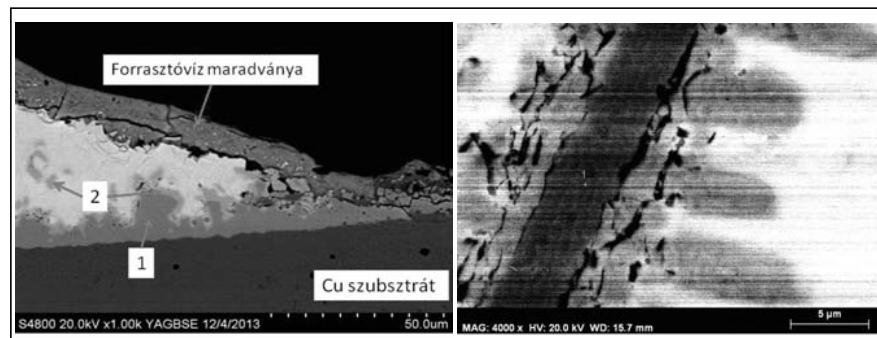 Forrasztóvíz maradványa
2
1
Cu szubsztrát
S4800 20.0kV x1.00k YAGBSE 12/4/2013 50.0um
1
MAG: 4000 x HV: 20.0 kV WD: 15.7 mm 5 µm